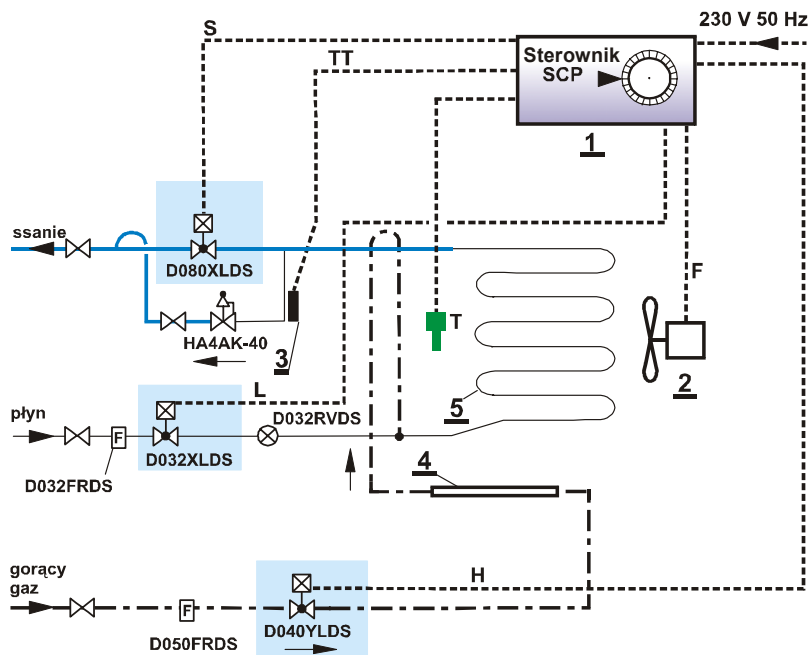 S
230 V 50 Hz
TT
Sterownik
SCP
1
ssanie
D080XLDS
F
HA4AK-40
3
T
2
płyn
L
5
D032RVDS
D032XLDS
F
D032FRDS
4
gorący
gaz
H
F
D050FRDS
D040YLDS